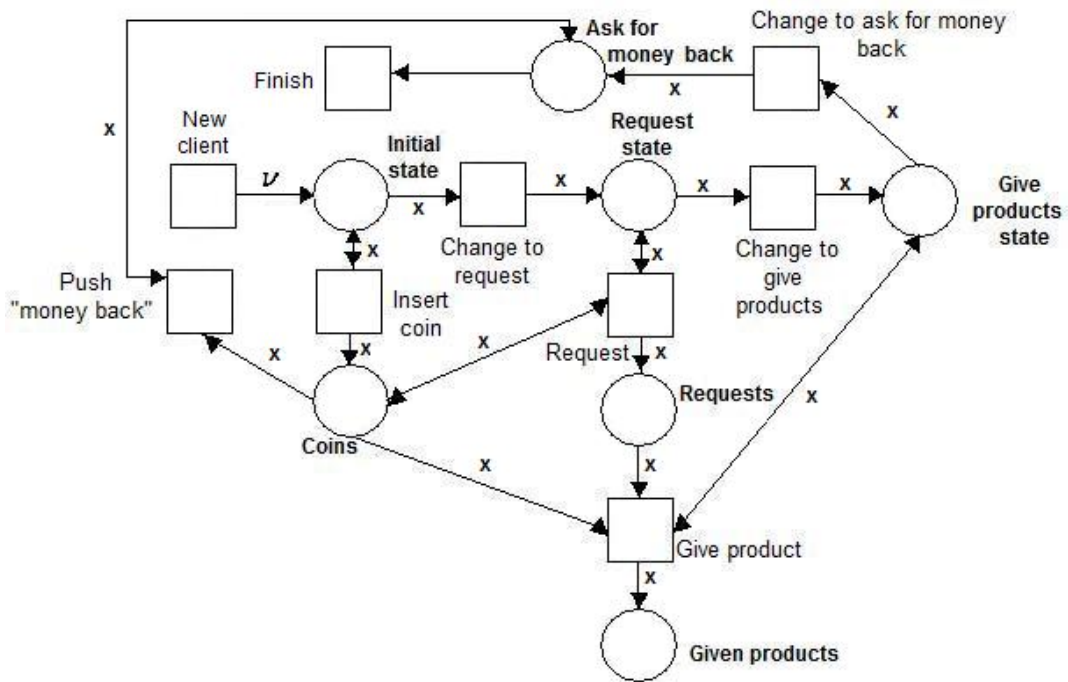 Change to ask for money
back
Ask for
money back
Finish
x
x
x
New
client
Request
state
Initial
state
ν
x
x
x
x
Give
products
state
Change to
request
Change to
give
products
x
x
Push
"money back"
Insert
coin
x
x
x
Request
x
Requests
x
Coins
x
x
Give product
x
Given products